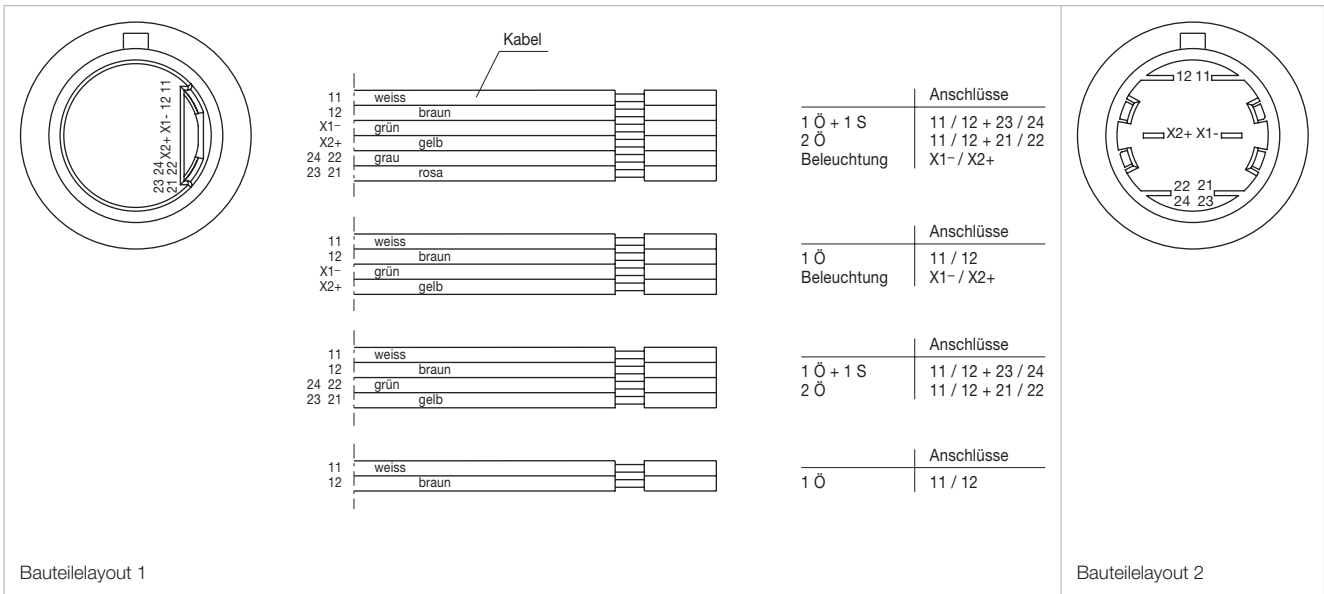 Kabel
23 24 X2+ X1- 12 11
21 22
11 weiss
12 braun
X1– grün
X2+ gelb
24 22 grau
23 21 rosa
Anschlüsse
1 Ö + 1 S 11 / 12 + 23 / 24
2 Ö 11 / 12 + 21 / 22
Beleuchtung X1– / X2+
11 weiss
12 braun
X1– grün
X2+ gelb
Anschlüsse
1 Ö 11 / 12
Beleuchtung X1– / X2+
11 weiss
12 braun
24 22 grün
23 21 gelb
Anschlüsse
1 Ö + 1 S 11 / 12 + 23 / 24
2 Ö 11 / 12 + 21 / 22
11 weiss
12 braun
Anschlüsse
1 Ö 11 / 12
Bauteilelayout 1
12 11
X2+ X1-
22 21
24 23
Bauteilelayout 2